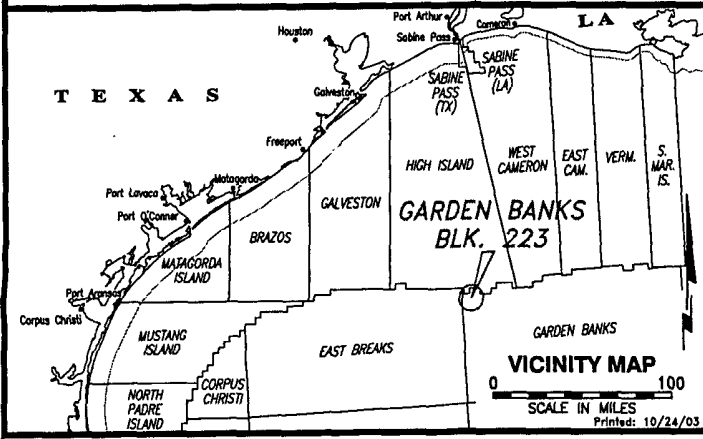 Port Arthur
Cameron
LA
Houston
Sabine Pass
SABINE
PASS
(LA)
SABINE
PASS
(TX)
TEXAS
Galveston
Freeport
HIGH ISLAND
WEST
CAMERON
EAST
CAM.
VERM.
S.
MAR.
IS.
Matagorda
Port Lavaca
GALVESTON
GARDEN BANKS
BLK. 223
Port O'Conner
BRAZOS
MATAGORDA
ISLAND
Port Aransas
Corpus Christi
MUSTANG
ISLAND
EAST BREAKS
GARDEN BANKS
VICINITY MAP
CORPUS
CHRISTI
NORTH
PADRE
ISLAND
0 100
SCALE IN MILES
Printed: 10/24/03